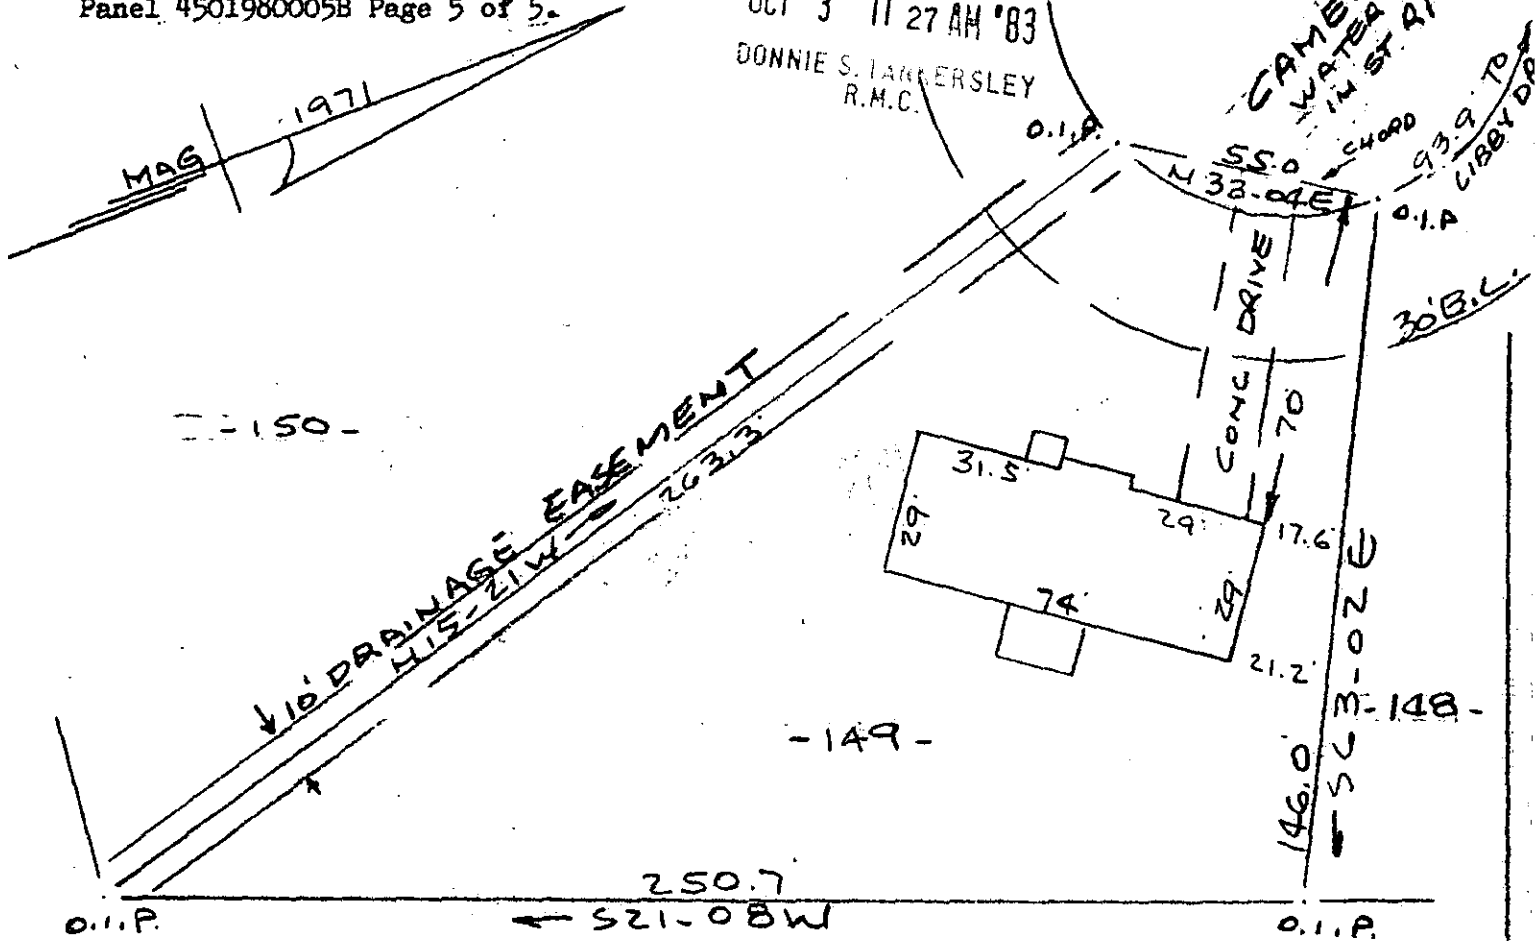 Panel 4501980005B Page 5 of 5.
OCT 3 11 27 AM '83
DONNIE S. TANKERSLEY
R.M.C.
MAG
1971
WATER
IN ST.
O.I.P.
55.0
CHORD
N 33-04E
93.9 TO
LIBBY DR
O.I.P
30' B.L.
CONC DRIVE
70'
-150-
31.5'
29'
29'
17.6'
74'
29'
21.2'
10' DRAINAGE EASEMENT
N15-21W
263.3
-149-
-148-
146.0
250.7
S21-08W
O.I.P.
O.I.P.